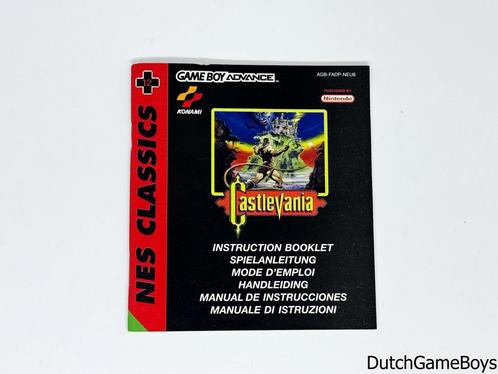 12
NES CLASSICS
GAME BOY ADVANCE
AGB-FADP-NEU6
KONAMI
PUBLISHED BY
Nintendo
Castlevania
INSTRUCTION BOOKLET
SPIELANLEITUNG
MODE D'EMPLOI
HANDLEIDING
MANUAL DE INSTRUCCIONES
MANUALE DI ISTRUZIONI
DutchGameBoys